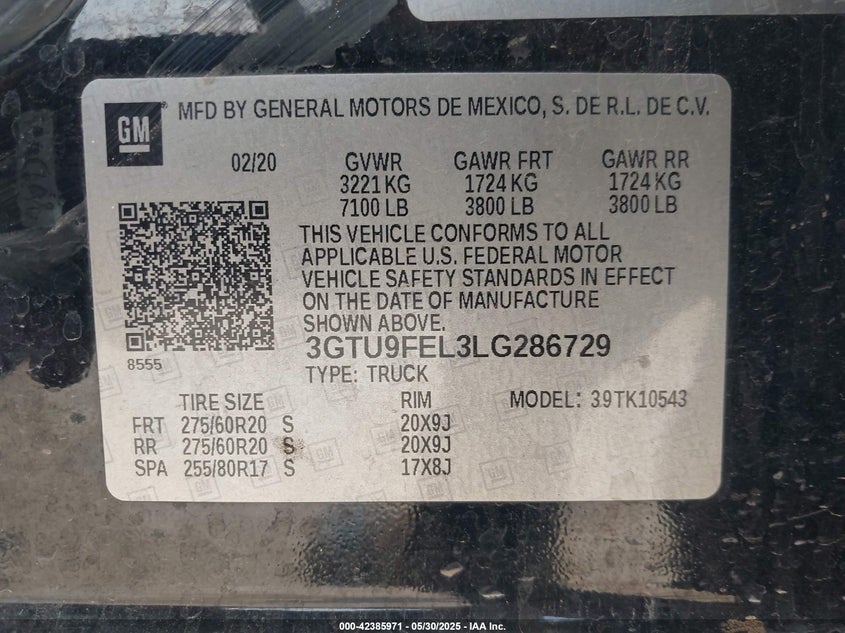 GM MFD BY GENERAL MOTORS DE MEXICO, S. DE R.L. DE C.V.
02/20 GVWR GAWR FRT GAWR RR
3221 KG 1724 KG 1724 KG
7100 LB 3800 LB 3800 LB
THIS VEHICLE CONFORMS TO ALL
APPLICABLE U.S. FEDERAL MOTOR
VEHICLE SAFETY STANDARDS IN EFFECT
ON THE DATE OF MANUFACTURE
SHOWN ABOVE.
8555
3GTU9FEL3LG286729
TYPE: TRUCK
TIRE SIZE RIM MODEL: 39TK10543
FRT 275/60R20 S 20X9J
RR 275/60R20 S 20X9J
SPA 255/80R17 S 17X8J
000-42385971 - 05/30/2025 - IAA Inc.